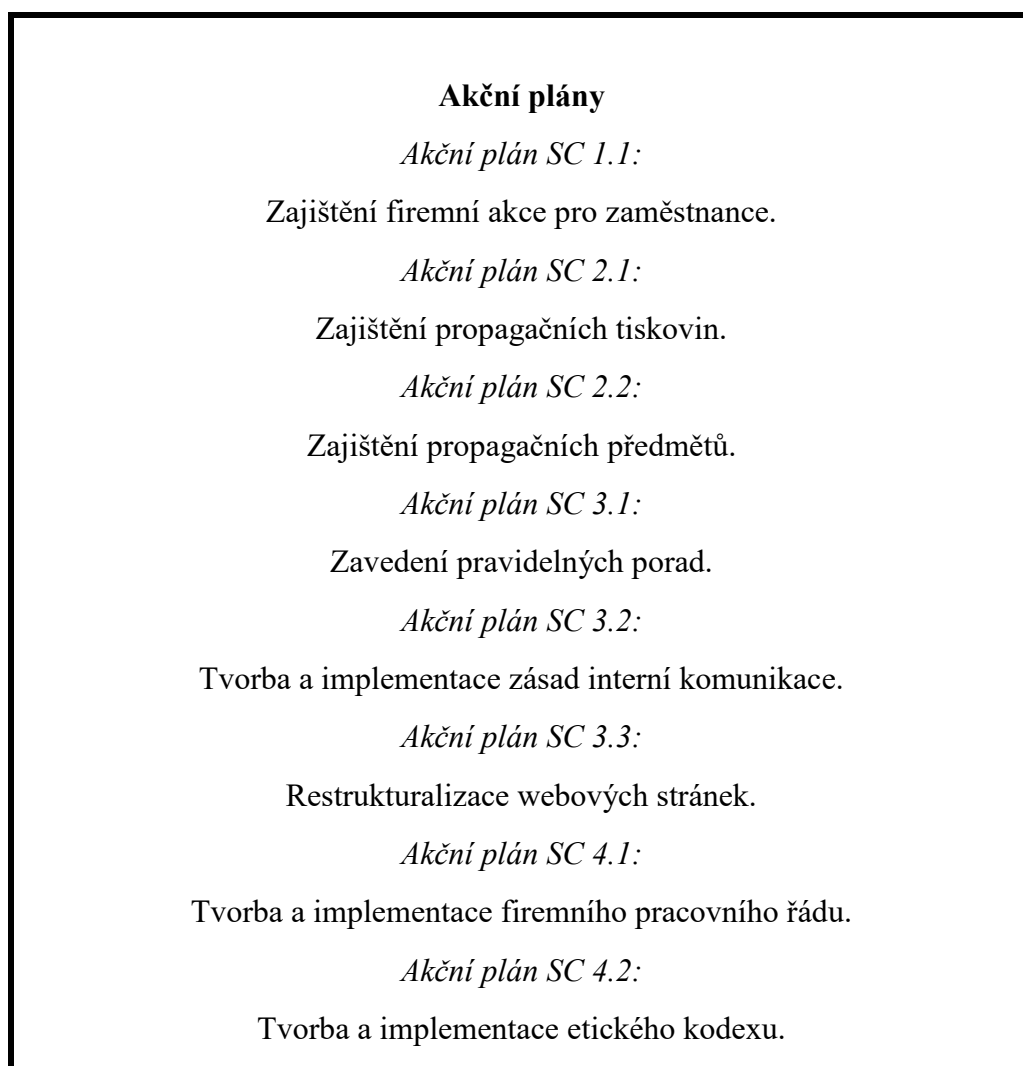 Akční plány
Akční plán SC 1.1:
Zajištění firemní akce pro zaměstnance.
Akční plán SC 2.1:
Zajištění propagačních tiskovin.
Akční plán SC 2.2:
Zajištění propagačních předmětů.
Akční plán SC 3.1:
Zavedení pravidelných porad.
Akční plán SC 3.2:
Tvorba a implementace zásad interní komunikace.
Akční plán SC 3.3:
Restrukturalizace webových stránek.
Akční plán SC 4.1:
Tvorba a implementace firemního pracovního řádu.
Akční plán SC 4.2:
Tvorba a implementace etického kodexu.